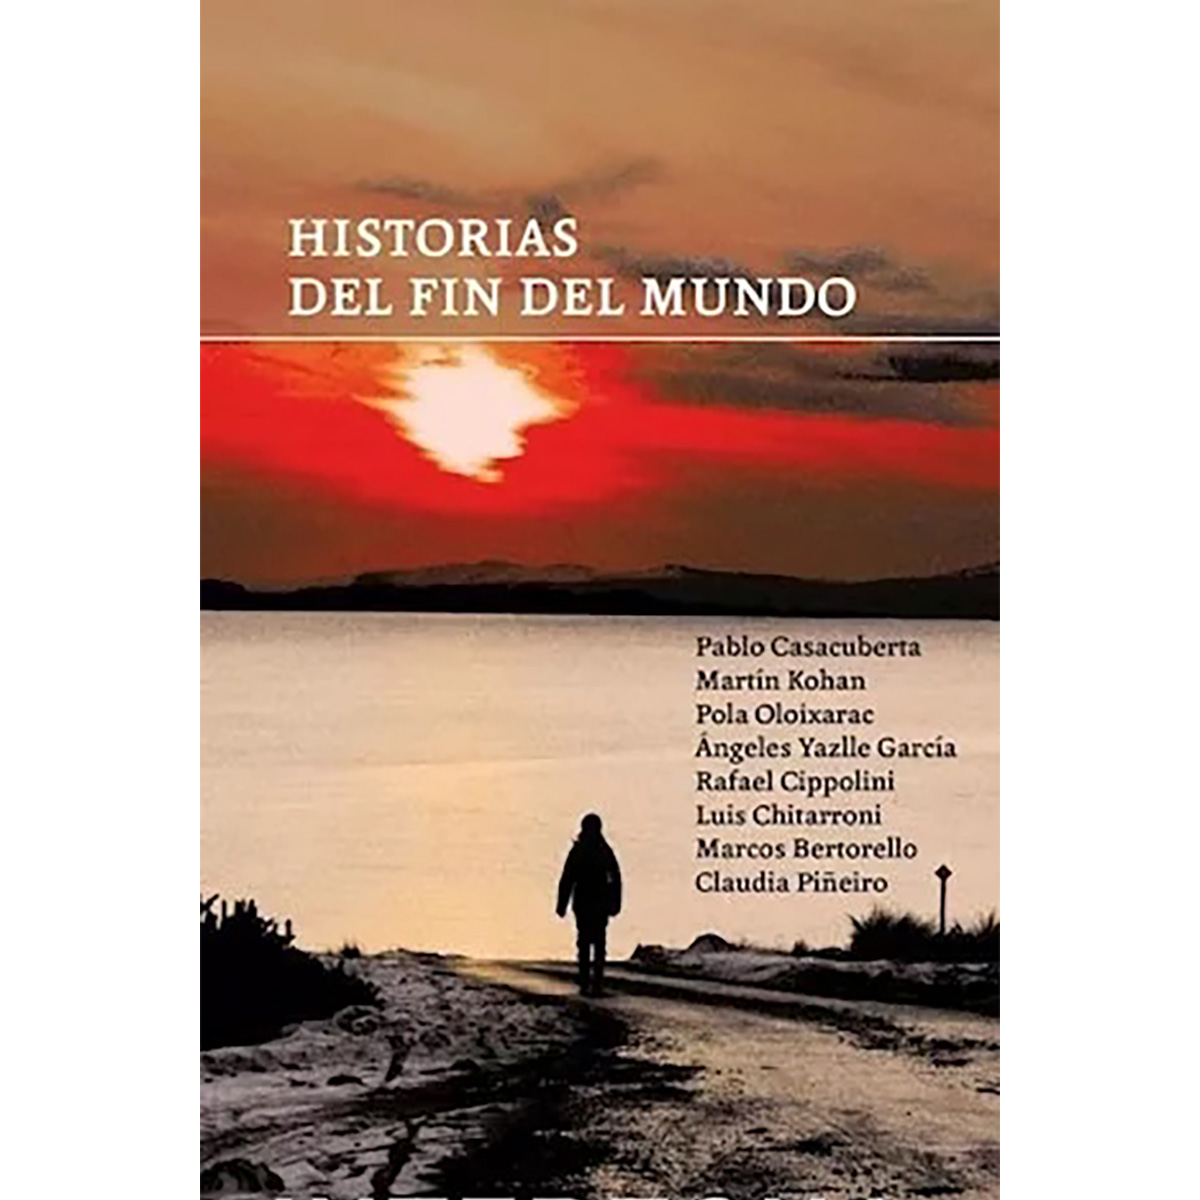 HISTORIAS
DEL FIN DEL MUNDO
Pablo Casacuberta
Martín Kohan
Pola Oloixarac
Ángeles Yazlle García
Rafael Cippolini
Luis Chitarroni
Marcos Bertorello
Claudia Piñeiro